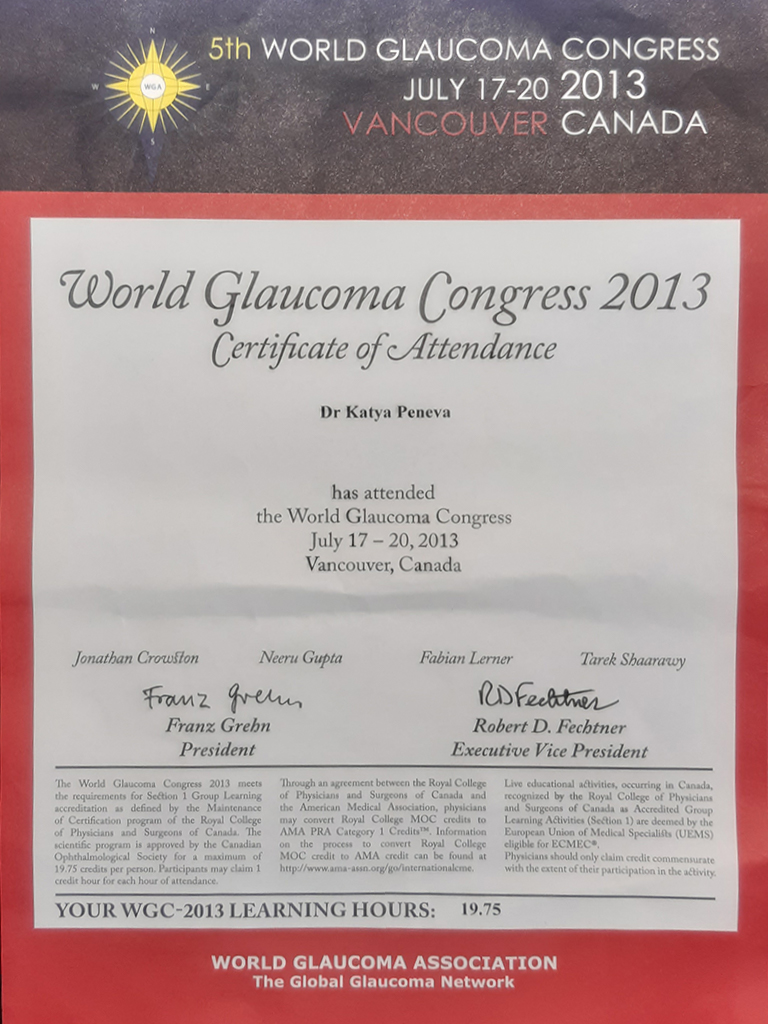 N
W
WGA
E
S
5th WORLD GLAUCOMA CONGRESS
JULY 17-20 2013
VANCOUVER CANADA
World Glaucoma Congress 2013
Certificate of Attendance
Dr Katya Peneva
has attended
the World Glaucoma Congress
July 17 – 20, 2013
Vancouver, Canada
Jonathan Crowston Neeru Gupta Fabian Lerner Tarek Shaarawy
Franz Grehn
RD Fechtner
Franz Grehn
President
Robert D. Fechtner
Executive Vice President
The World Glaucoma Congress 2013 meets
the requirements for Section 1 Group Learning
accreditation as defined by the Maintenance
of Certification program of the Royal College
of Physicians and Surgeons of Canada. The
scientific program is approved by the Canadian
Ophthalmological Society for a maximum of
19.75 credits per person. Participants may claim 1
credit hour for each hour of attendance.
Through an agreement between the Royal College
of Physicians and Surgeons of Canada and
the American Medical Association, physicians
may convert Royal College MOC credits to
AMA PRA Category 1 Credits™. Information
on the process to convert Royal College
MOC credit to AMA credit can be found at
http://www.ama-assn.org/go/internationalcme.
Live educational activities, occurring in Canada,
recognized by the Royal College of Physicians
and Surgeons of Canada as Accredited Group
Learning Activities (Section 1) are deemed by the
European Union of Medical Specialists (UEMS)
eligible for ECMEC®.
Physicians should only claim credit commensurate
with the extent of their participation in the activity.
YOUR WGC-2013 LEARNING HOURS: 19.75
WORLD GLAUCOMA ASSOCIATION
The Global Glaucoma Network